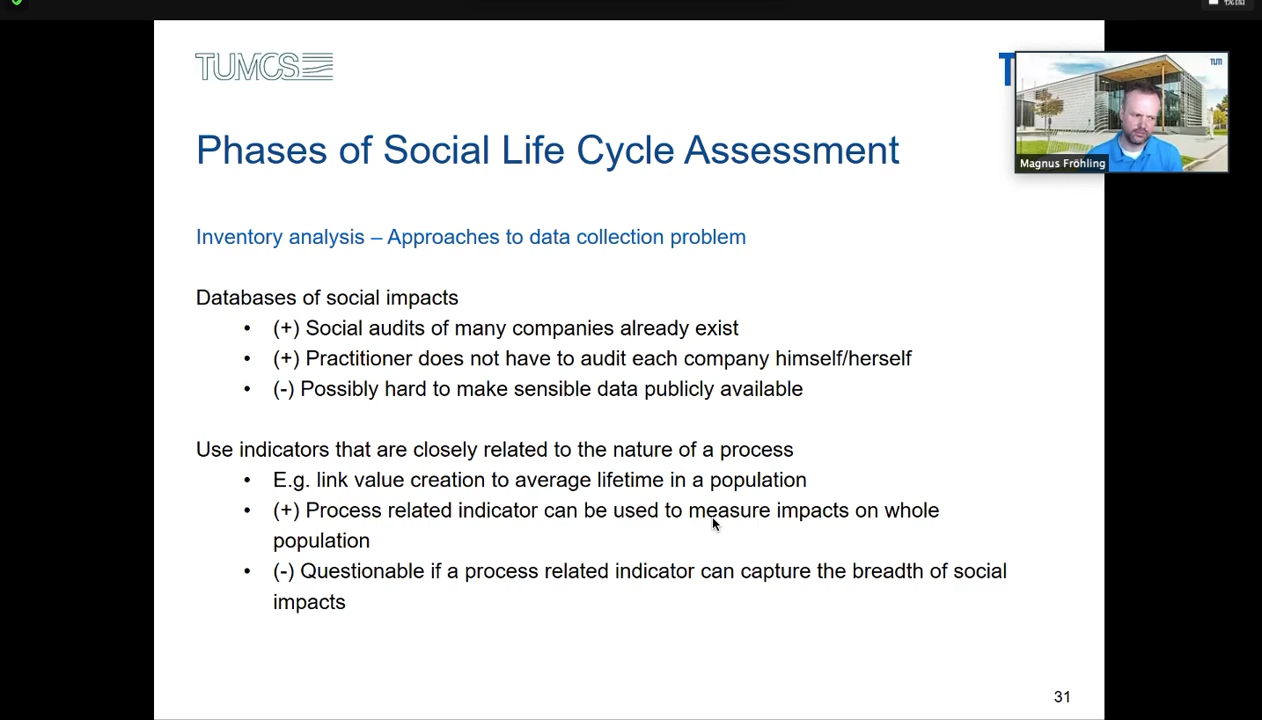 TUMCS
T
TUM
Magnus Fröhling
Phases of Social Life Cycle Assessment
Inventory analysis – Approaches to data collection problem
Databases of social impacts
• (+) Social audits of many companies already exist
• (+) Practitioner does not have to audit each company himself/herself
• (-) Possibly hard to make sensible data publicly available
Use indicators that are closely related to the nature of a process
• E.g. link value creation to average lifetime in a population
• (+) Process related indicator can be used to measure impacts on whole
population
• (-) Questionable if a process related indicator can capture the breadth of social
impacts
31